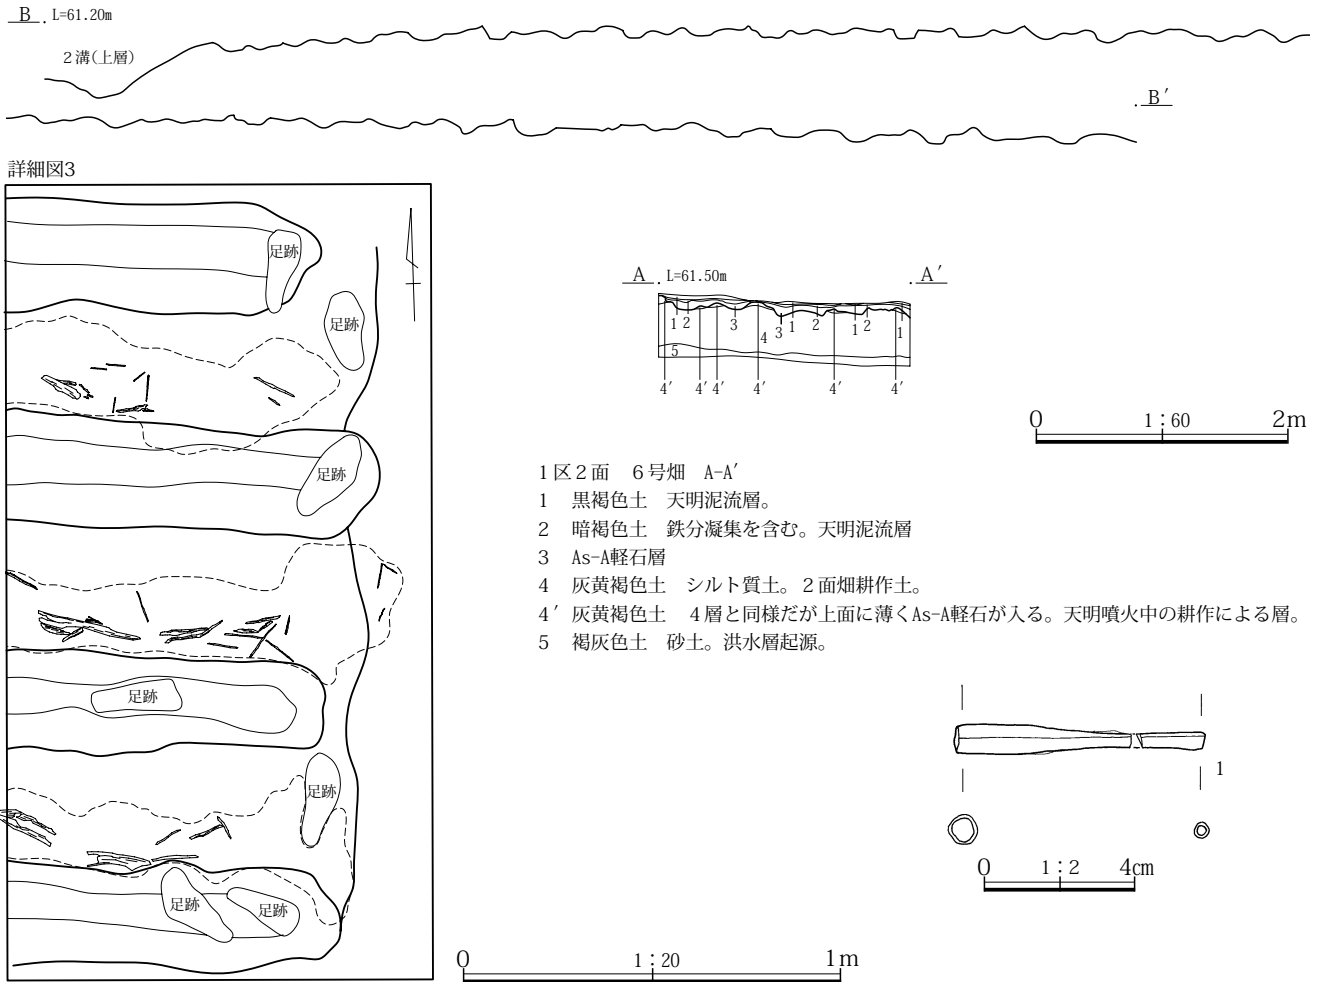 B L=61.20m
2溝(上層)
B′
詳細図3
足跡
足跡
足跡
足跡
足跡
足跡
足跡
A L=61.50m A′
1 2 3 3 1 2 1 2 1
4
5
4′ 4′ 4′ 4′ 4′ 4′
0 1：60 2m
1区2面　6号畑　A-A′
1　黒褐色土　天明泥流層。
2　暗褐色土　鉄分凝集を含む。天明泥流層
3　As-A軽石層
4　灰黄褐色土　シルト質土。2面畑耕作土。
4′ 灰黄褐色土　4層と同様だが上面に薄くAs-A軽石が入る。天明噴火中の耕作による層。
5　褐灰色土　砂土。洪水層起源。
1
0 1：2 4cm
0 1：20 1m